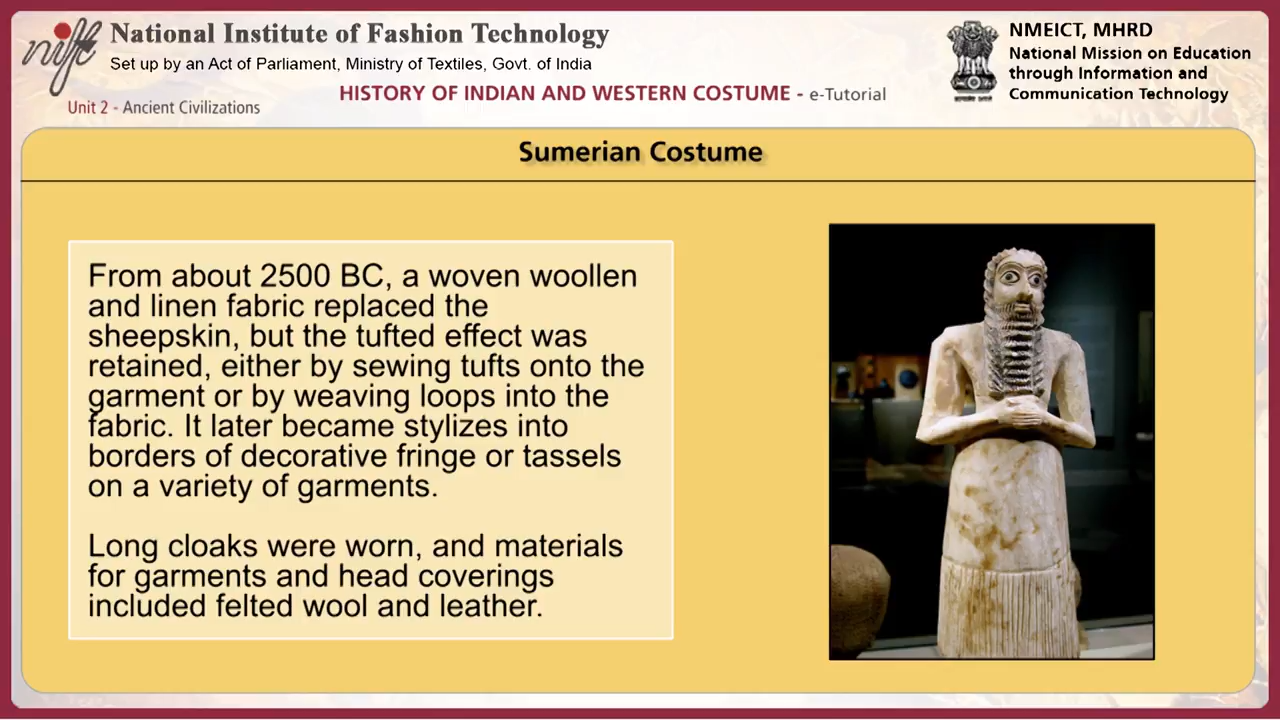 nift
National Institute of Fashion Technology
Set up by an Act of Parliament, Ministry of Textiles, Govt. of India
Unit 2 - Ancient Civilizations
HISTORY OF INDIAN AND WESTERN COSTUME - e-Tutorial
NMEICT, MHRD
National Mission on Education
through Information and
Communication Technology
Sumerian Costume
From about 2500 BC, a woven woollen
and linen fabric replaced the
sheepskin, but the tufted effect was
retained, either by sewing tufts onto the
garment or by weaving loops into the
fabric. It later became stylizes into
borders of decorative fringe or tassels
on a variety of garments.
Long cloaks were worn, and materials
for garments and head coverings
included felted wool and leather.